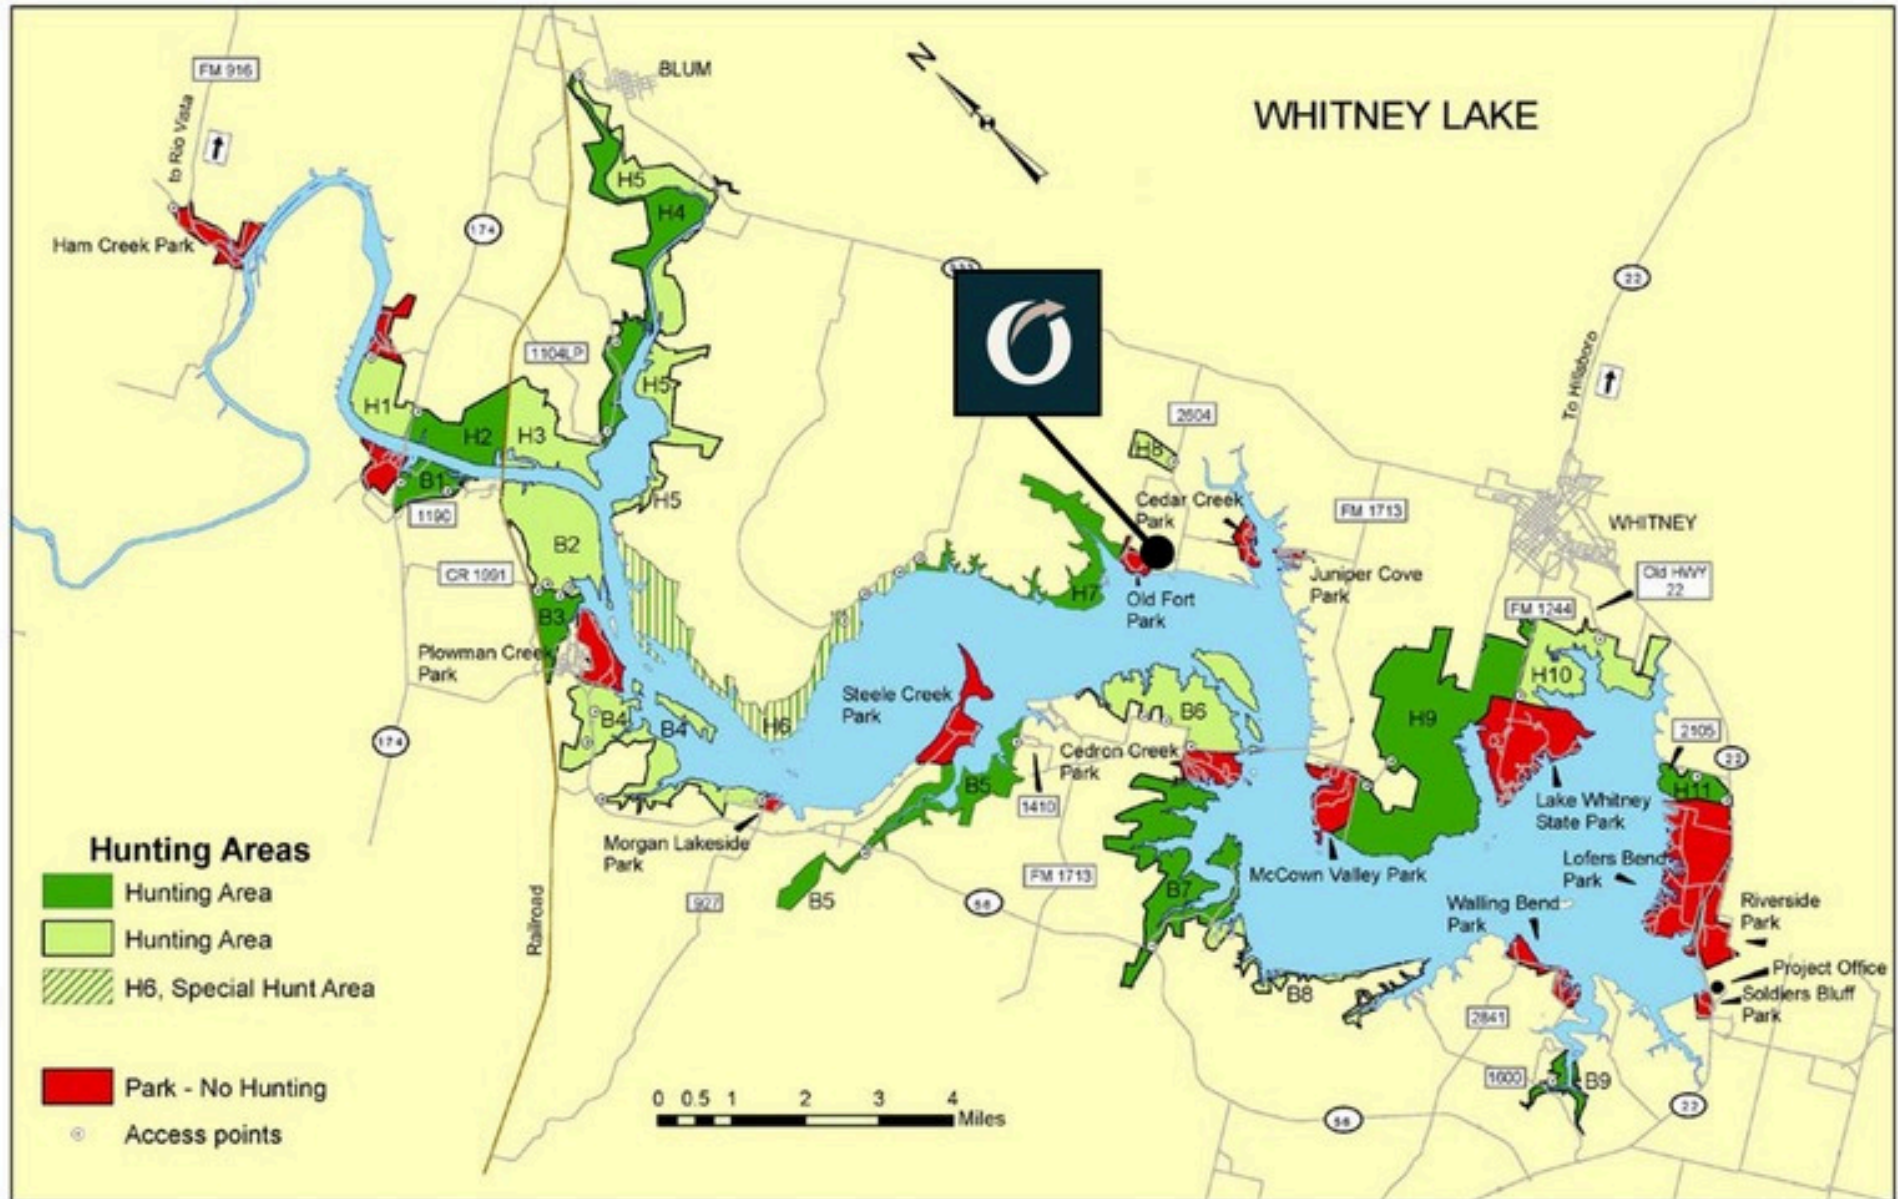 WHITNEY LAKE
N
FM 916
to Rio Vista
BLUM
Ham Creek Park
174
H5
H4
22
To Hillsboro
1104LP
H5
H1
H2
H3
B1
1190
H5
2604
H8
Cedar Creek
Park
FM 1713
WHITNEY
B2
CR 1991
B3
H7
Old Fort
Park
Juniper Cove
Park
Old HWY
22
FM 1244
Plowman Creek
Park
B4
B4
H6
Steele Creek
Park
B6
H9
H10
174
Cedron Creek
Park
2105
22
B5
1410
H11
Lake Whitney
State Park
Morgan Lakeside
Park
McCown Valley Park
Lofers Bend
Park
Hunting Areas
Hunting Area
Hunting Area
H6, Special Hunt Area
Park - No Hunting
Access points
Railroad
927
B5
56
FM 1713
B7
Walling Bend
Park
Riverside
Park
Project Office
Soldiers Bluff
Park
B8
2841
1600
B9
22
56
0 0.5 1 2 3 4
Miles